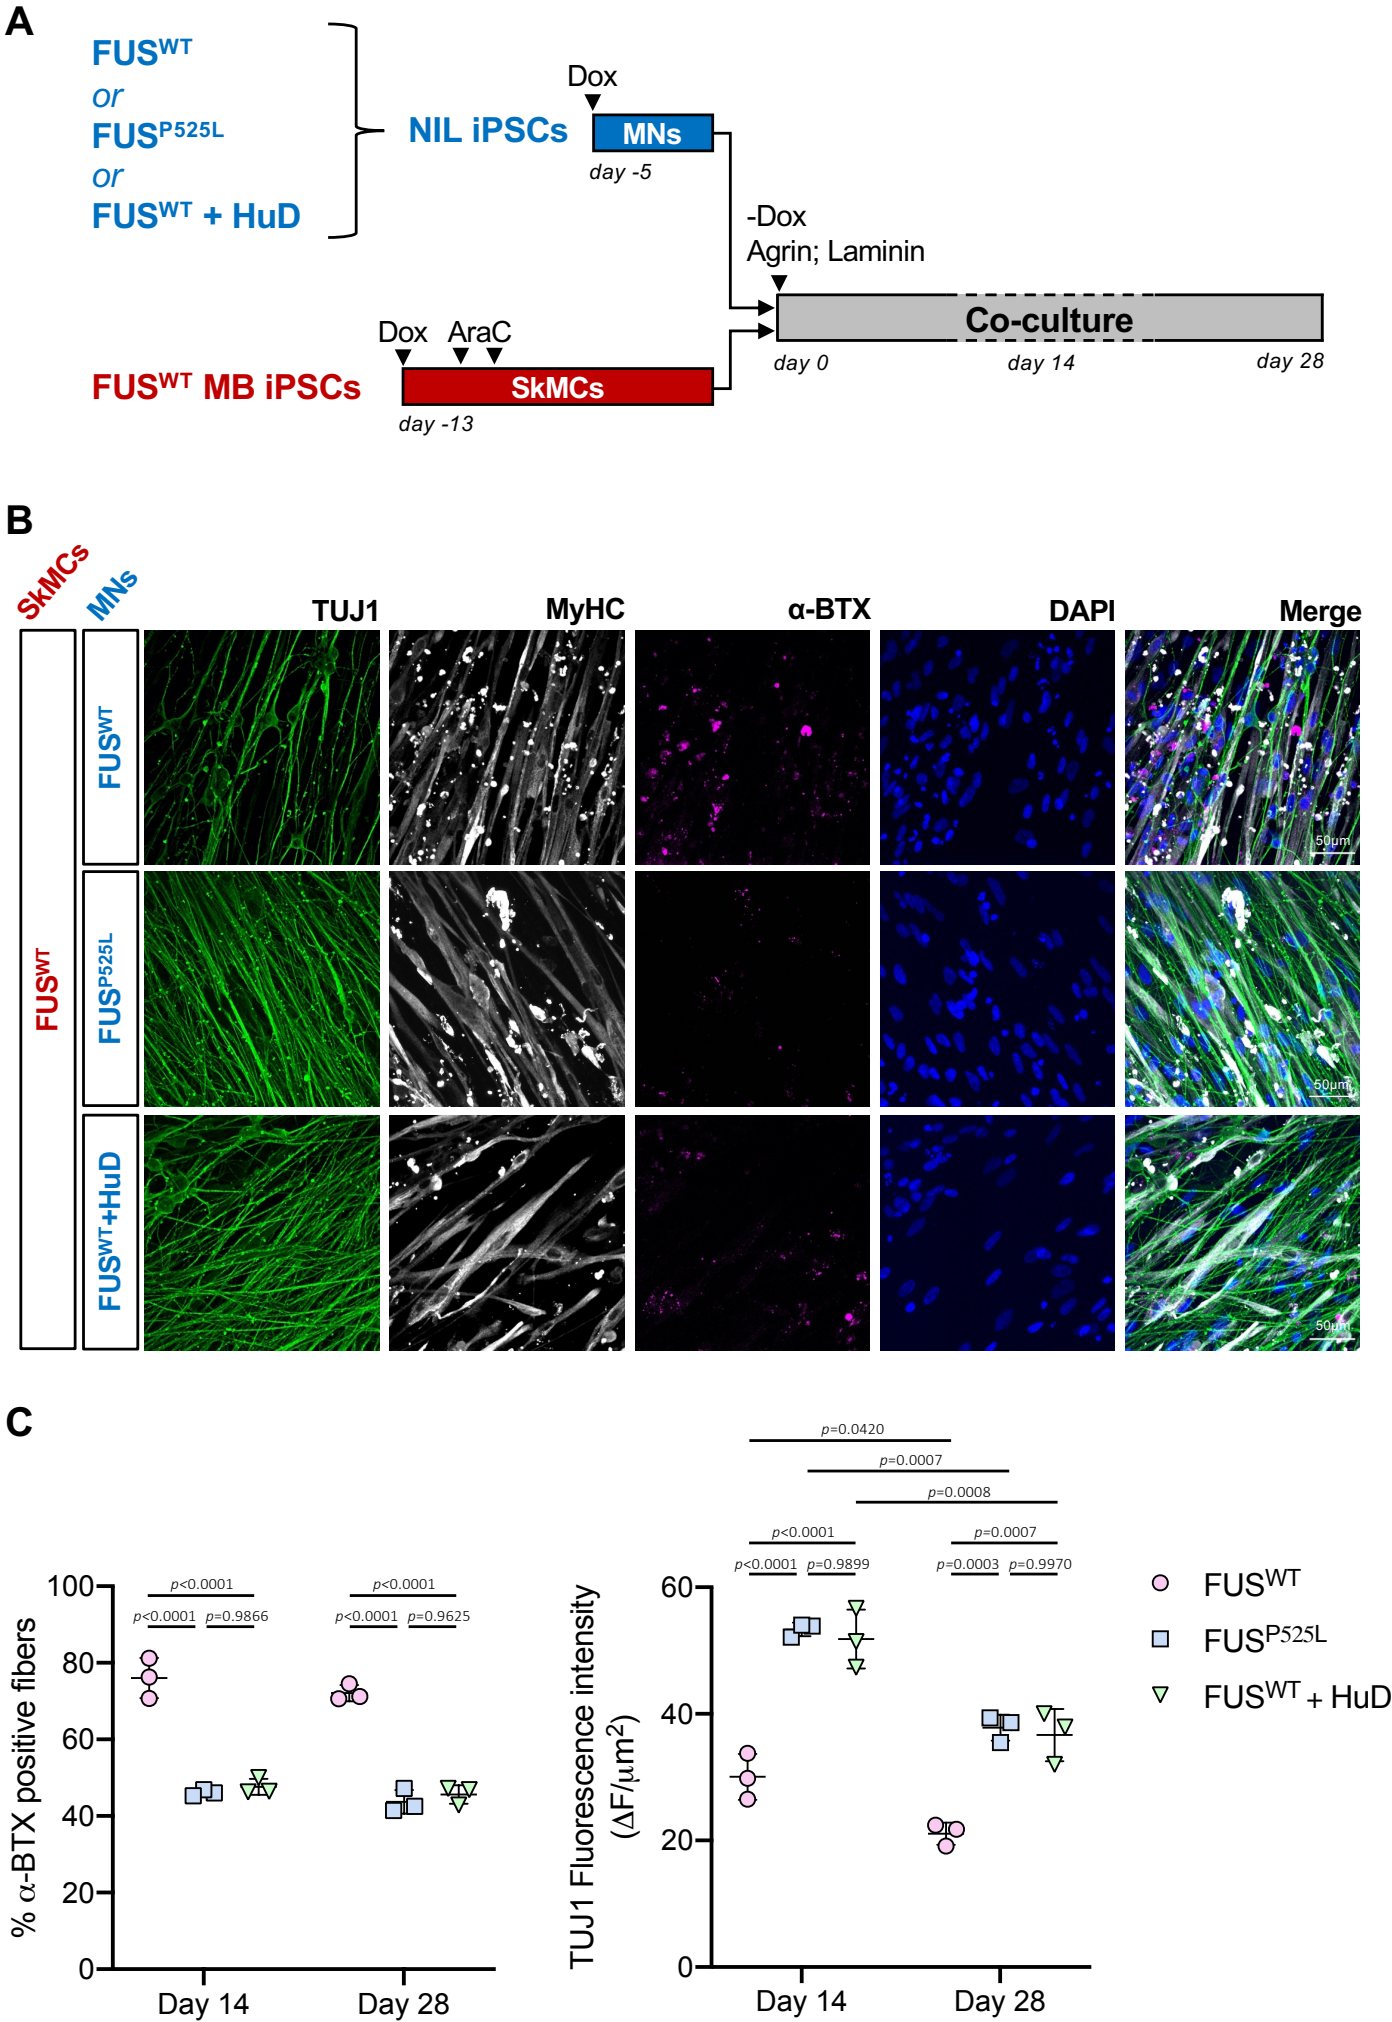 A
FUSWT
or
FUSP525L
or
FUSWT + HuD
NIL iPSCs
Dox
MNs
day -5
-Dox
Agrin; Laminin
Dox AraC
FUSWT MB iPSCs
SkMCs
day -13
Co-culture
day 0
day 14
day 28
B
SkMCs
MNs
TUJ1
MyHC
α-BTX
DAPI
Merge
FUSWT
FUSWT
50µm
FUSP525L
50µm
FUSWT+HuD
50µm
C
% α-BTX positive fibers
100
80
60
40
20
0
p<0.0001
p<0.0001
p=0.9866
p<0.0001
p<0.0001
p=0.9625
Day 14
Day 28
TUJ1 Fluorescence intensity
(ΔF/µm2)
60
40
20
0
p=0.0420
p=0.0007
p=0.0008
p<0.0001
p=0.0007
p<0.0001
p=0.9899
p=0.0003
p=0.9970
Day 14
Day 28
FUSWT
FUSP525L
FUSWT + HuD